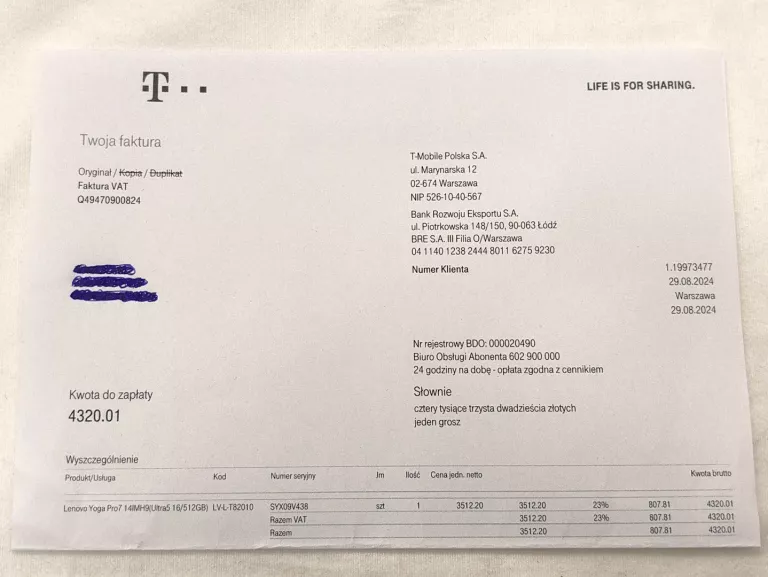 T
LIFE IS FOR SHARING.
Twoja faktura
Oryginał / Kopia / Duplikat
Faktura VAT
Q49470900824
T-Mobile Polska S.A.
ul. Marynarska 12
02-674 Warszawa
NIP 526-10-40-567
Bank Rozwoju Eksportu S.A.
ul. Piotrkowska 148/150, 90-063 Łódź
BRE S.A. III Filia O/Warszawa
04 1140 1238 2444 8011 6275 9230
Numer Klienta 1.19973477
29.08.2024
Warszawa
29.08.2024
Nr rejestrowy BDO: 000020490
Biuro Obsługi Abonenta 602 900 000
24 godziny na dobę - opłata zgodna z cennikiem
Kwota do zapłaty
4320.01
Słownie
cztery tysiące trzysta dwadzieścia złotych
jeden grosz
Wyszczególnienie
Produkt/Usługa Kod Numer seryjny Jm Ilość Cena jedn. netto Kwota brutto
Lenovo Yoga Pro7 14IMH9(Ultra5 16/512GB) LV-L-T82010 SYX09V438 szt 1 3512.20 3512.20 23% 807.81 4320.01
Razem VAT 3512.20 23% 807.81 4320.01
Razem 3512.20 807.81 4320.01